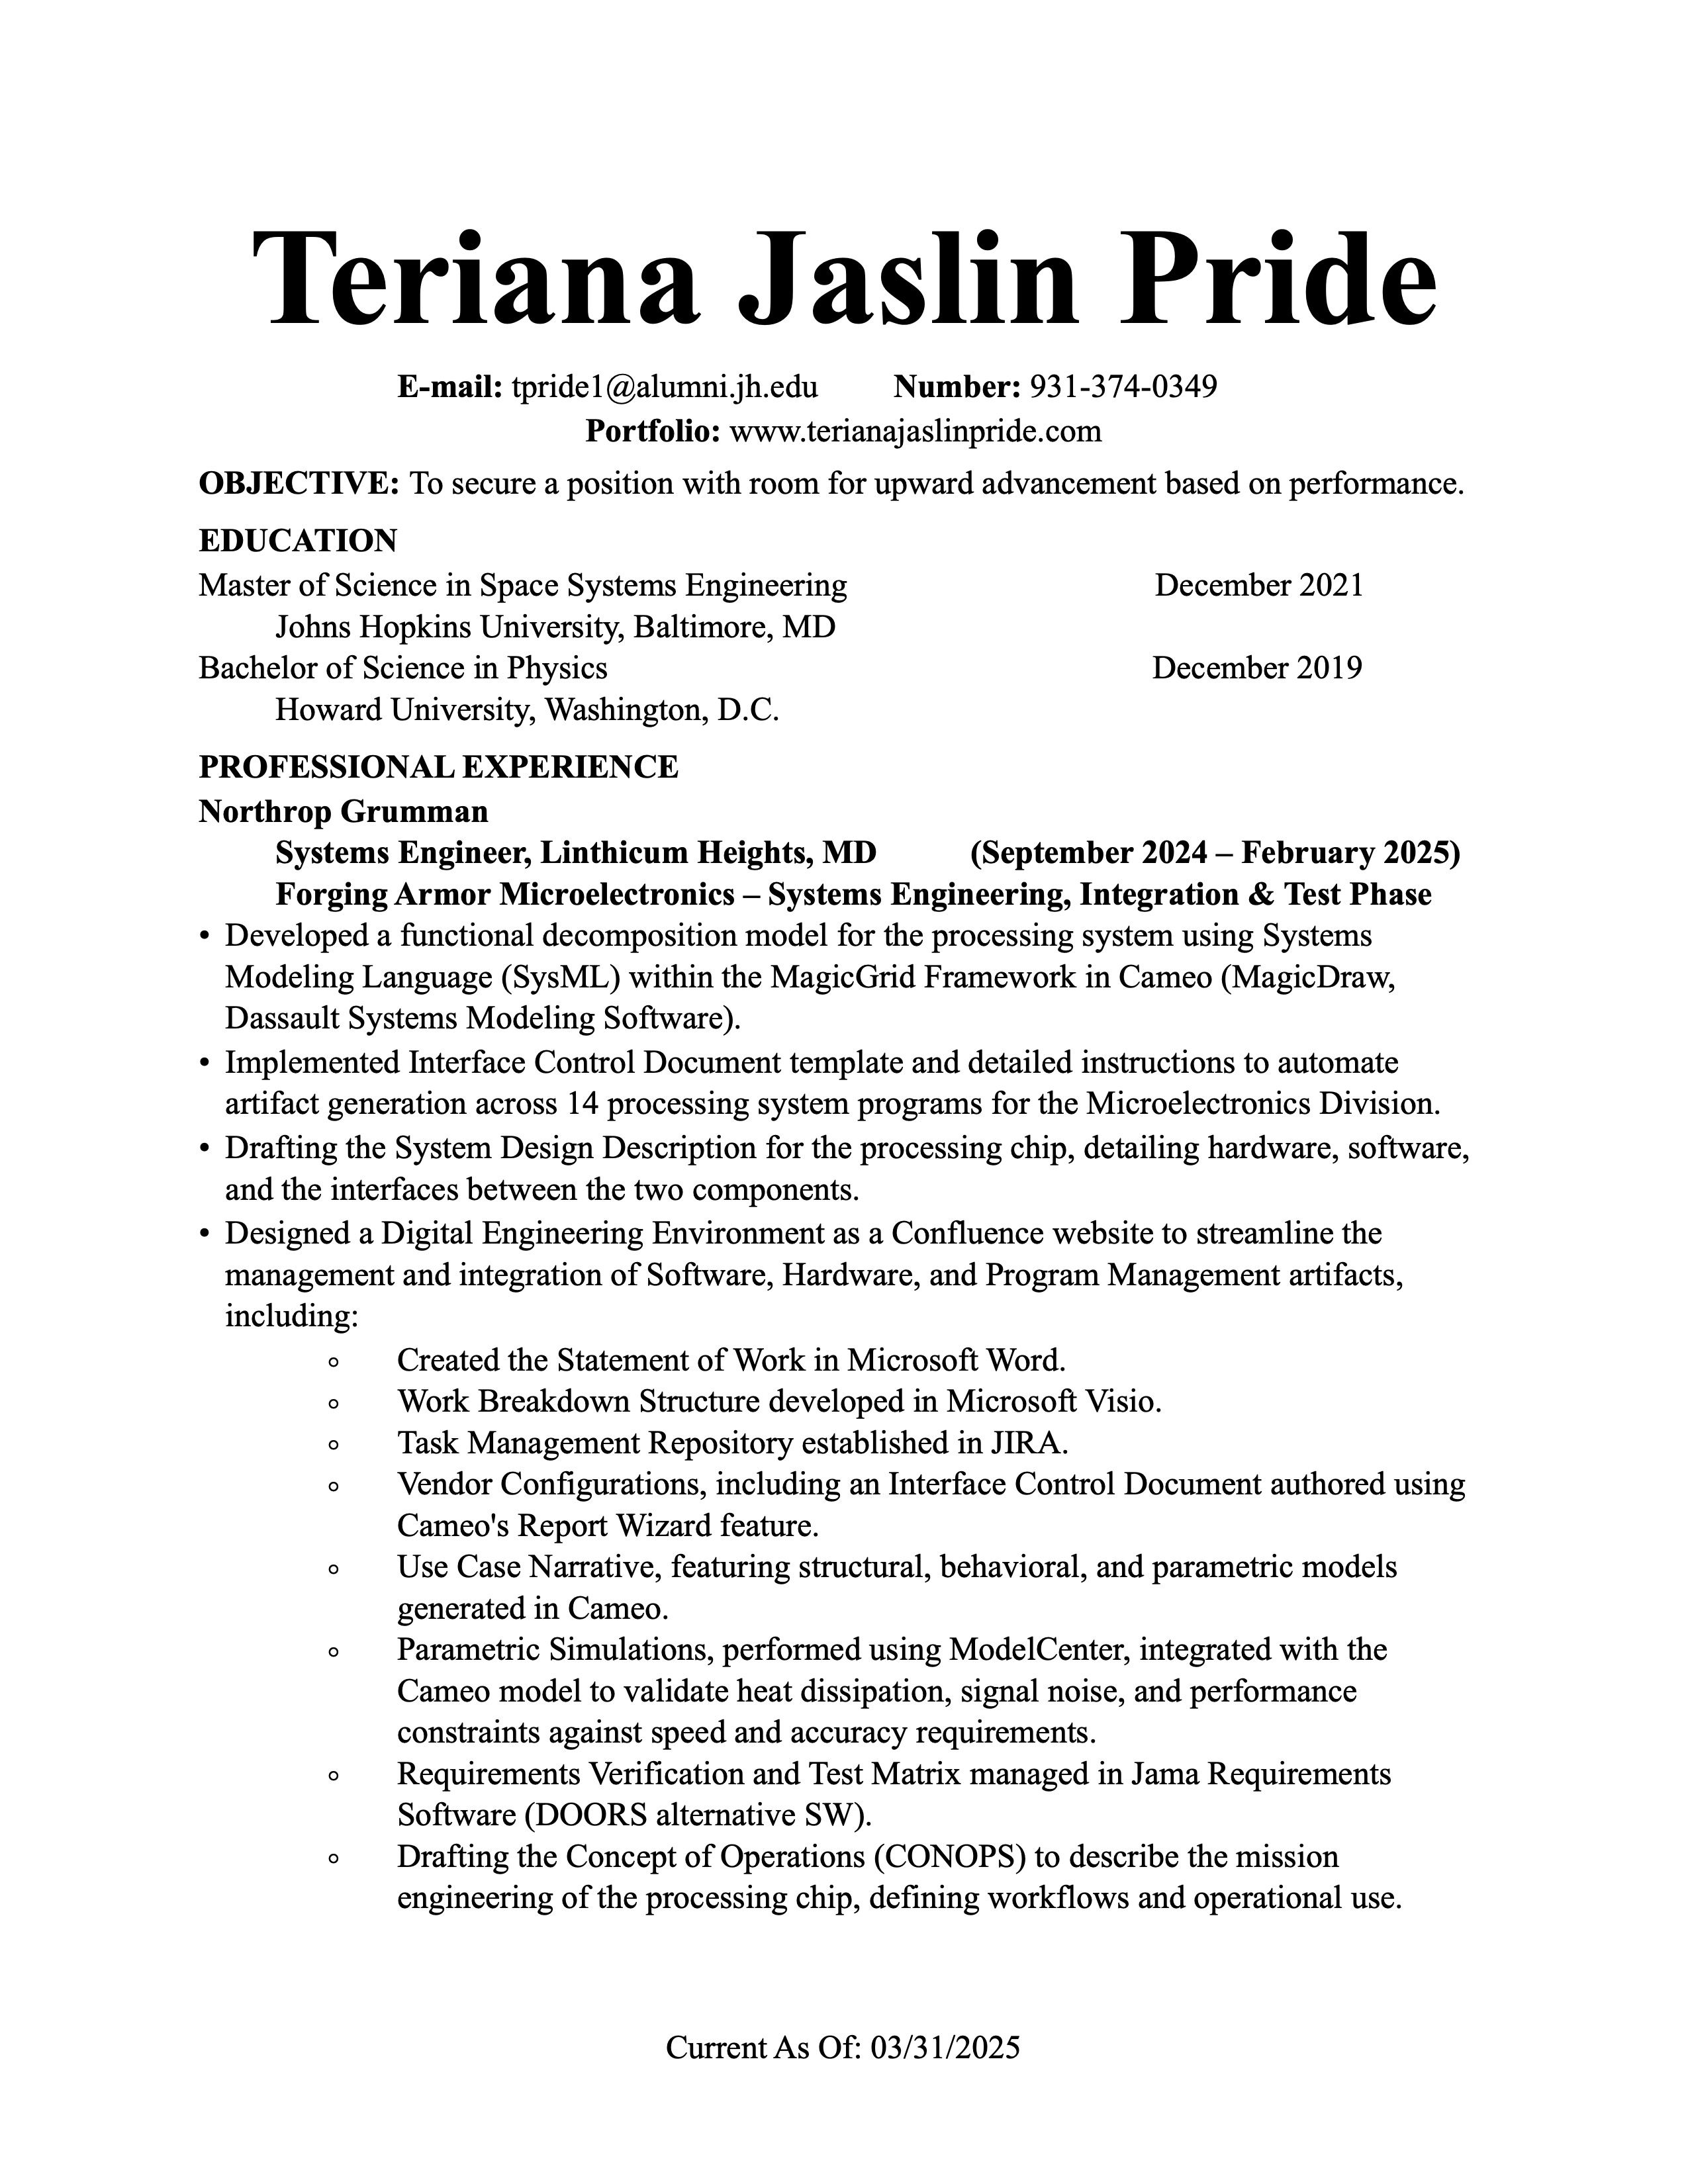 Teriana Jaslin Pride
E-mail: tpride1@alumni.jh.edu Number: 931-374-0349
Portfolio: www.terianajaslinpride.com
OBJECTIVE: To secure a position with room for upward advancement based on performance.
EDUCATION
Master of Science in Space Systems Engineering December 2021
Johns Hopkins University, Baltimore, MD
Bachelor of Science in Physics December 2019
Howard University, Washington, D.C.
PROFESSIONAL EXPERIENCE
Northrop Grumman
Systems Engineer, Linthicum Heights, MD (September 2024 – February 2025)
Forging Armor Microelectronics – Systems Engineering, Integration & Test Phase
• Developed a functional decomposition model for the processing system using Systems
Modeling Language (SysML) within the MagicGrid Framework in Cameo (MagicDraw,
Dassault Systems Modeling Software).
• Implemented Interface Control Document template and detailed instructions to automate
artifact generation across 14 processing system programs for the Microelectronics Division.
• Drafting the System Design Description for the processing chip, detailing hardware, software,
and the interfaces between the two components.
• Designed a Digital Engineering Environment as a Confluence website to streamline the
management and integration of Software, Hardware, and Program Management artifacts,
including:
◦ Created the Statement of Work in Microsoft Word.
◦ Work Breakdown Structure developed in Microsoft Visio.
◦ Task Management Repository established in JIRA.
◦ Vendor Configurations, including an Interface Control Document authored using
Cameo's Report Wizard feature.
◦ Use Case Narrative, featuring structural, behavioral, and parametric models
generated in Cameo.
◦ Parametric Simulations, performed using ModelCenter, integrated with the
Cameo model to validate heat dissipation, signal noise, and performance
constraints against speed and accuracy requirements.
◦ Requirements Verification and Test Matrix managed in Jama Requirements
Software (DOORS alternative SW).
◦ Drafting the Concept of Operations (CONOPS) to describe the mission
engineering of the processing chip, defining workflows and operational use.
Current As Of: 03/31/2025